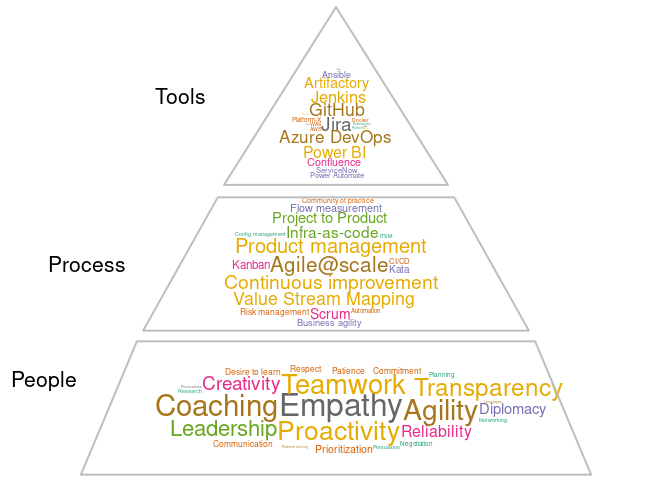 Tools
Ansible
Artifactory
Jenkins
GitHub
Platform-X Jira Docker
AWS
Azure DevOps
Power BI
Confluence
ServiceNow
Power Automate
Process
Community of practice
Flow measurement
Project to Product
Config management Infra-as-code ITSM
Product management
Kanban Agile@scale CI/CD
Kata
Continuous improvement
Value Stream Mapping
Risk management Scrum Automation
Business agility
People
Desire to learn Respect Patience Commitment Planning
Research Creativity Teamwork Transparency
Coaching Empathy Agility Diplomacy
Networking
Leadership Proactivity Reliability
Communication Prioritization Persuasion Negotiation